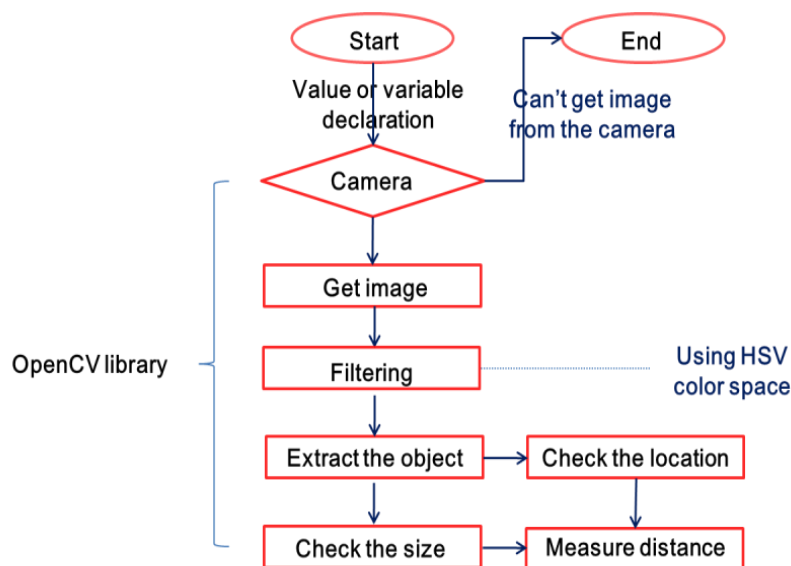 Start
End
Value or variable
declaration
Can't get image
from the camera
Camera
Get image
OpenCV library
Filtering
Using HSV
color space
Extract the object
Check the location
Check the size
Measure distance